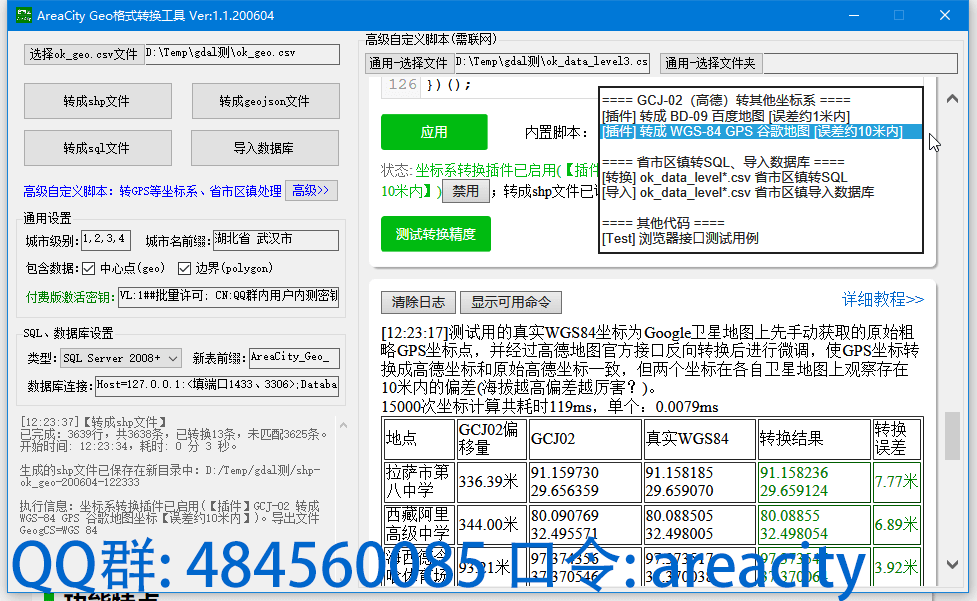 AreaCity Geo格式转换工具 Ver:1.1.200604
选择ok_geo.csv文件 D:\Temp\gdal测\ok_geo.csv
转成shp文件 转成geojson文件
转成sql文件 导入数据库
高级自定义脚本: 转GPS等坐标系、省市区镇处理 高级>>
通用设置
城市级别: 1,2,3,4 城市名前缀: 湖北省 武汉市
包含数据: 中心点(geo) 边界(polygon)
付费版激活密钥: VL:1##批量许可; CN:QQ群内用户内测密钥
SQL、数据库设置
类型: SQL Server 2008+ 新表前缀: AreaCity_Geo_
数据库连接: Host=127.0.0.1;<填端口1433、3306>;Databa
[12:23:37]【转成shp文件】
已完成: 3639行，共3638条，已转换13条，未匹配3625条。
开始时间: 12:23:34，耗时: 0 分 3 秒。
生成的shp文件已保存在新目录中: D:/Temp/gdal测/shp-
ok_geo-200604-122333
执行信息: 坐标系转换插件已启用(【插件】GCJ-02 转成
WGS-84 GPS 谷歌地图坐标【误差约10米内】)。导出文件
GeogCS=WGS 84
高级自定义脚本(需联网)
通用-选择文件 D:\Temp\gdal测\ok_data_level3.cs 通用-选择文件夹
126 })();
应用 内置脚本:
==== GCJ-02（高德）转其他坐标系 ====
[插件] 转成 BD-09 百度地图 [误差约1米内]
[插件] 转成 WGS-84 GPS 谷歌地图 [误差约10米内]
==== 省市区镇转SQL、导入数据库 ====
[转换] ok_data_level*.csv 省市区镇转SQL
[导入] ok_data_level*.csv 省市区镇导入数据库
==== 其他代码 ====
[Test] 浏览器接口测试用例
状态: 坐标系转换插件已启用(【插件
10米内】) 禁用 ；转成shp文件已
测试转换精度
清除日志 显示可用命令 详细教程>>
[12:23:17]测试用的真实WGS84坐标为Google卫星地图上先手动获取的原始粗
略GPS坐标点，并经过高德地图官方接口反向转换后进行微调，使GPS坐标转
换成高德坐标和原始高德坐标一致，但两个坐标在各自卫星地图上观察存在
10米内的偏差(海拔越高偏差越厉害？)。
15000次坐标计算共耗时119ms，单个：0.0079ms
地点 GCJ02偏移量 GCJ02 真实WGS84 转换结果 转换误差
拉萨市第八中学 336.39米 91.159730 29.656359 91.158185 29.659070 91.158236 29.659124 7.77米
西藏阿里高级中学 344.00米 80.090769 32.495571 80.088505 32.498005 80.08855 32.498054 6.89米
3.92米
QQ群: 484560085 口令: areacity